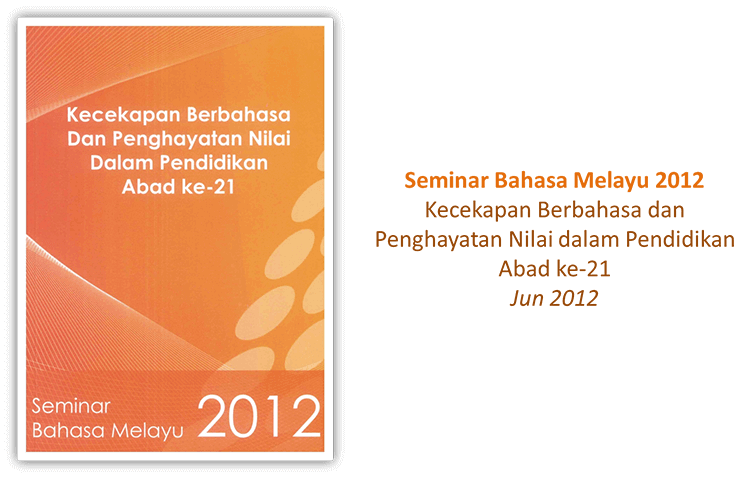 Kecekapan Berbahasa
Dan Penghayatan Nilai
Dalam Pendidikan
Abad ke-21
Seminar
Bahasa Melayu 2012
Seminar Bahasa Melayu 2012
Kecekapan Berbahasa dan
Penghayatan Nilai dalam Pendidikan
Abad ke-21
Jun 2012